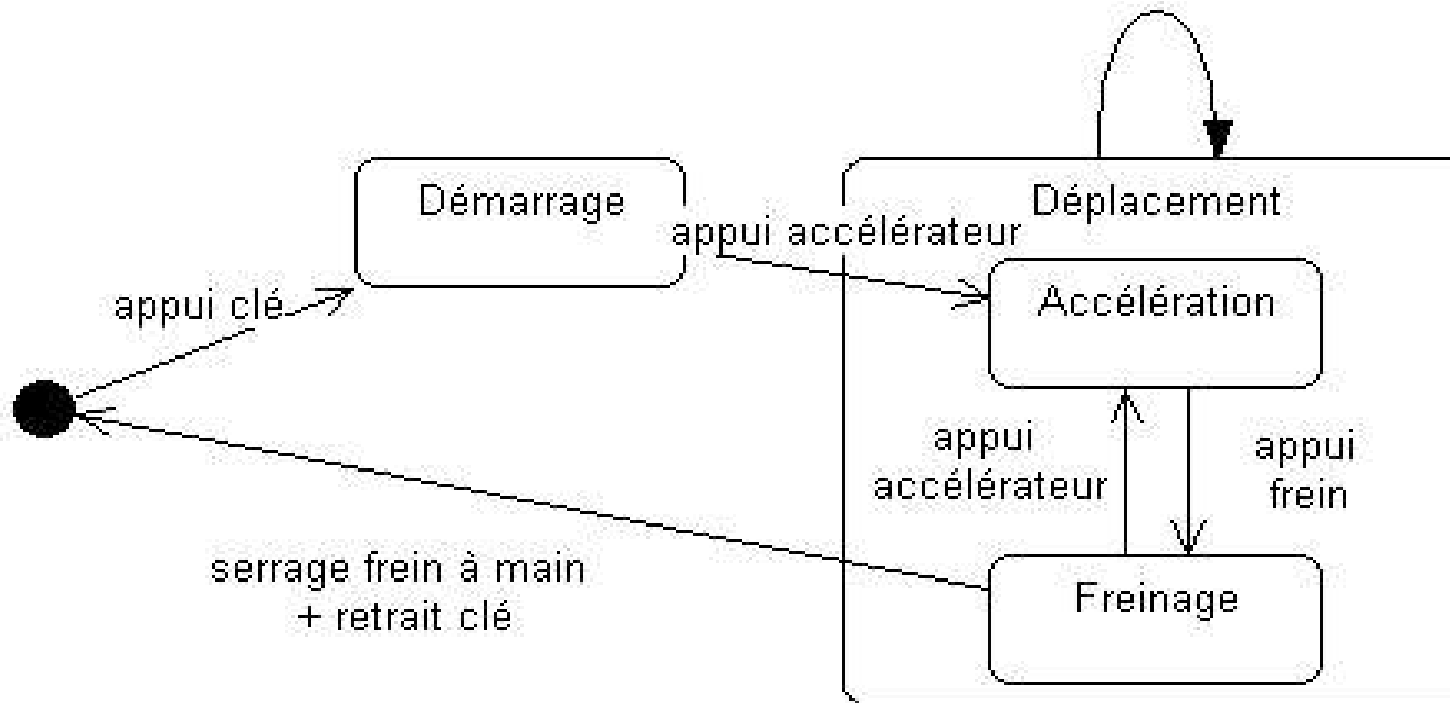 Démarrage
Déplacement
appui accélérateur
appui clé
Accélération
appui
accélérateur
appui
frein
serrage frein à main
+ retrait clé
Freinage